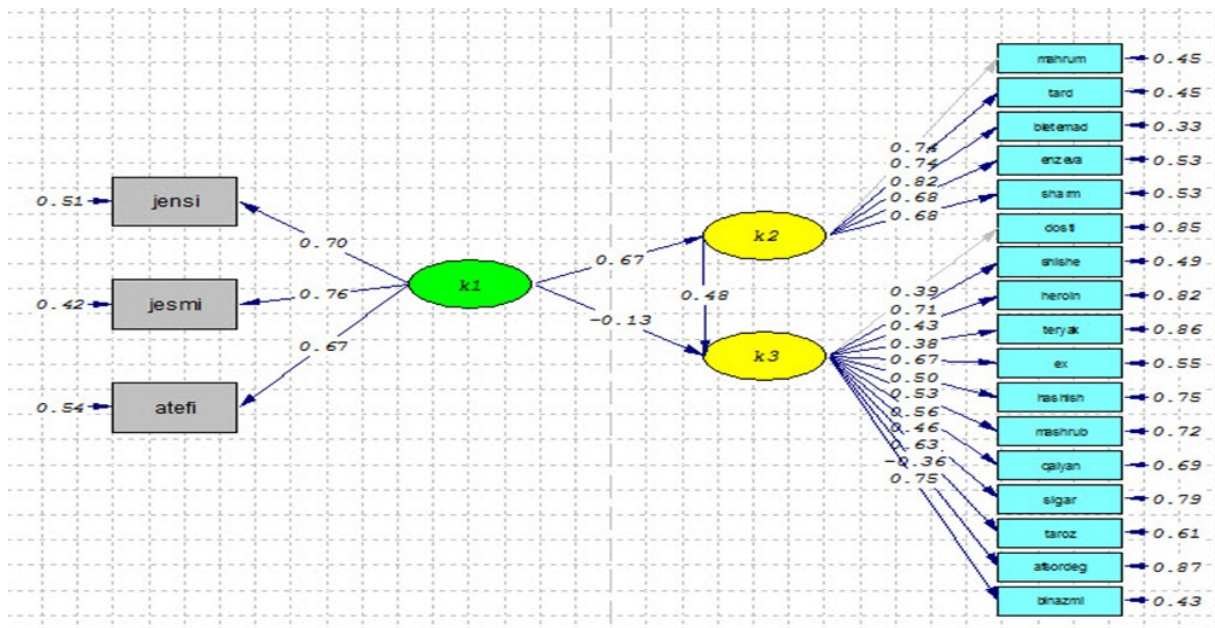 jensi
jesmi
atefi
0.51
0.42
0.54
0.70
0.76
0.67
k1
0.67
-0.13
k2
0.48
k3
0.74
0.74
0.82
0.68
0.68
0.39
0.71
0.43
0.38
0.67
0.50
0.53
0.56
0.46
0.63
-0.36
0.75
mahrum
tard
bietemad
enzeva
sharm
dosti
shishe
heroin
teryak
ex
hashish
mashrub
qalyan
sigar
taroz
afsordeg
binazmi
0.45
0.45
0.33
0.53
0.53
0.85
0.49
0.82
0.86
0.55
0.75
0.72
0.69
0.79
0.61
0.87
0.43